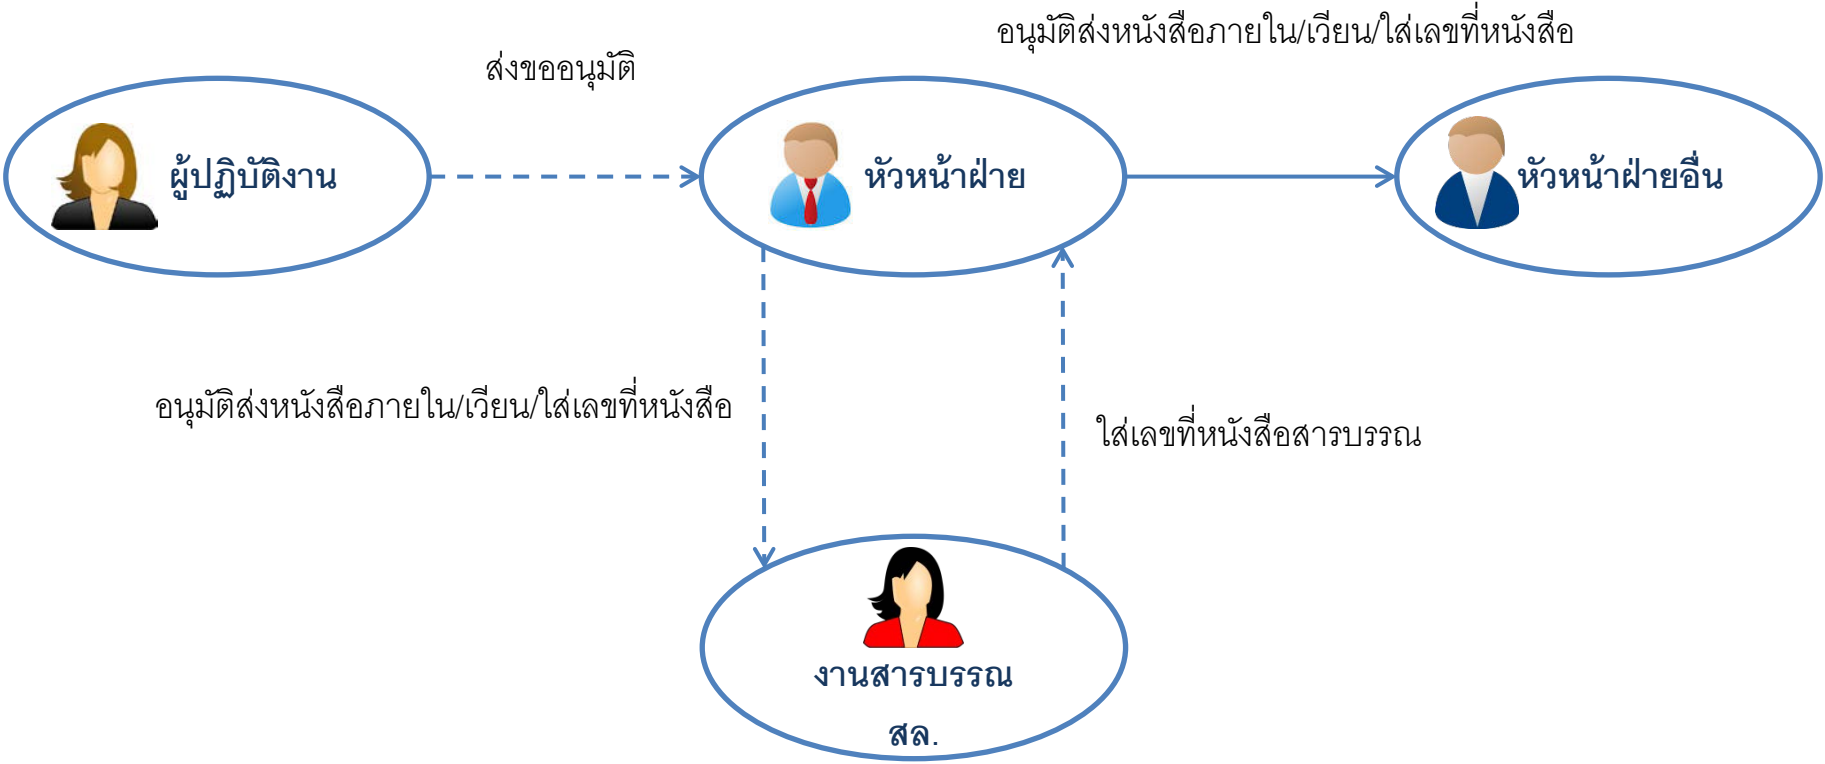 อนุมัติส่งหนังสือภายใน/เวียน/ใส่เลขที่หนังสือ
ส่งขออนุมัติ
ผู้ปฏิบัติงาน
หัวหน้าฝ่าย
หัวหน้าฝ่ายอื่น
อนุมัติส่งหนังสือภายใน/เวียน/ใส่เลขที่หนังสือ
ใส่เลขที่หนังสือสารบรรณ
งานสารบรรณ
สล.